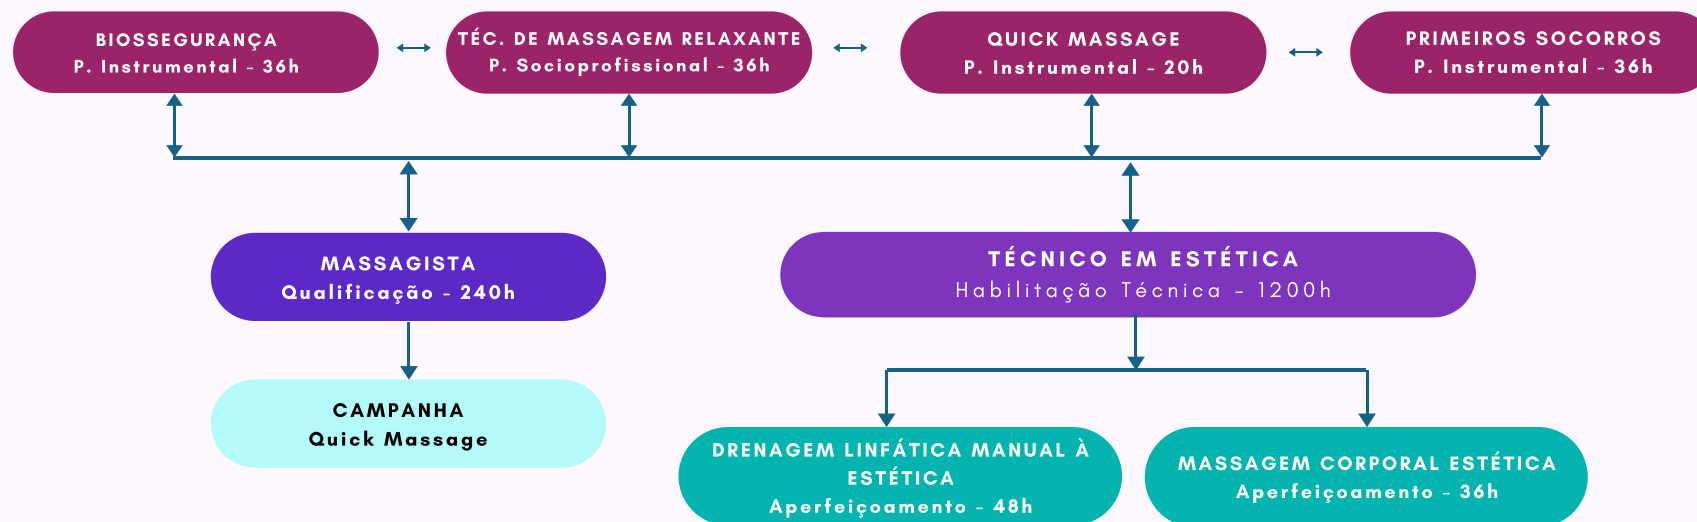 BIOSSEGURANÇA
P. Instrumental - 36h
TÉC. DE MASSAGEM RELAXANTE
P. Socioprofissional - 36h
QUICK MASSAGE
P. Instrumental - 20h
PRIMEIROS SOCORROS
P. Instrumental - 36h
MASSAGISTA
Qualificação - 240h
TÉCNICO EM ESTÉTICA
Habilitação Técnica - 1200h
CAMPANHA
Quick Massage
DRENAGEM LINFÁTICA MANUAL À
ESTÉTICA
Aperfeiçoamento - 48h
MASSAGEM CORPORAL ESTÉTICA
Aperfeiçoamento - 36h